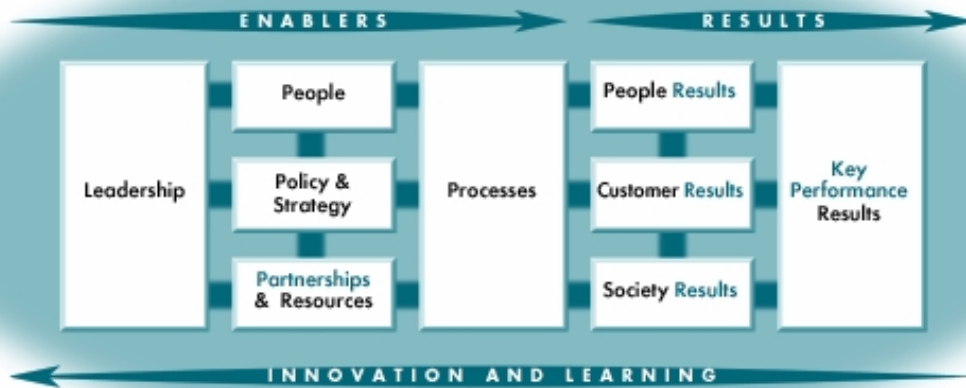 ENABLERS
RESULTS
Leadership
People
Policy &
Strategy
Partnerships
& Resources
Processes
People Results
Customer Results
Society Results
Key
Performance
Results
INNOVATION AND LEARNING